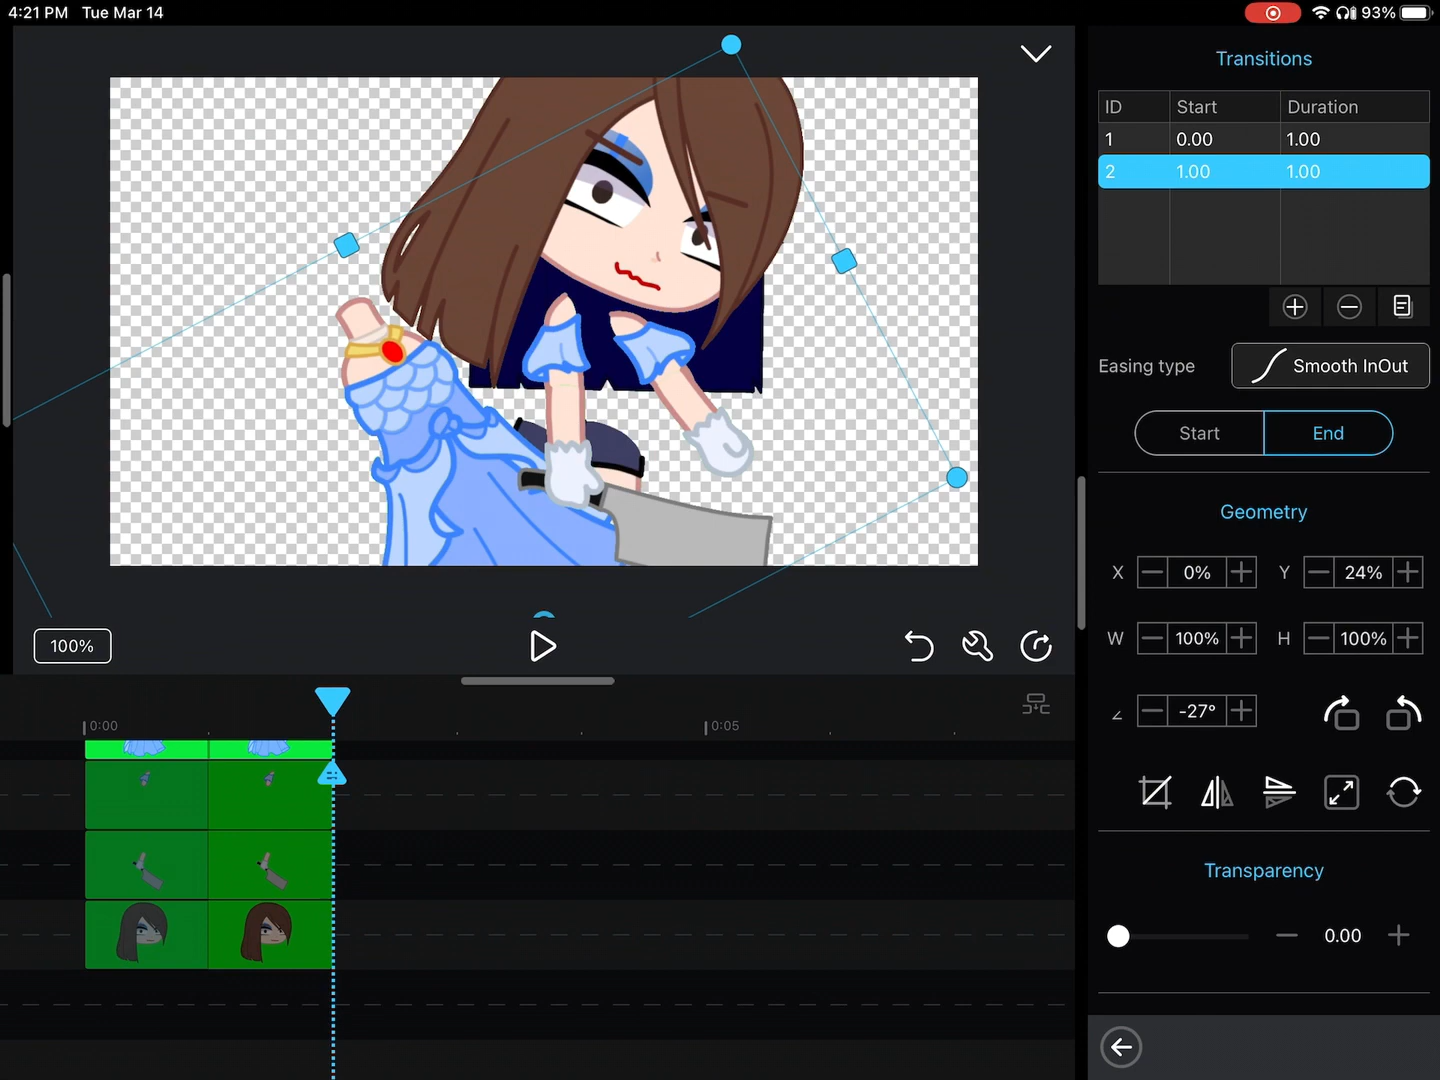 4:21 PM Tue Mar 14
93%
Transitions
ID Start Duration
1 0.00 1.00
2 1.00 1.00
Easing type Smooth InOut
Start End
Geometry
X 0% Y 24%
W 100% H 100%
-27°
Transparency
0.00
100%
0:00 0:05